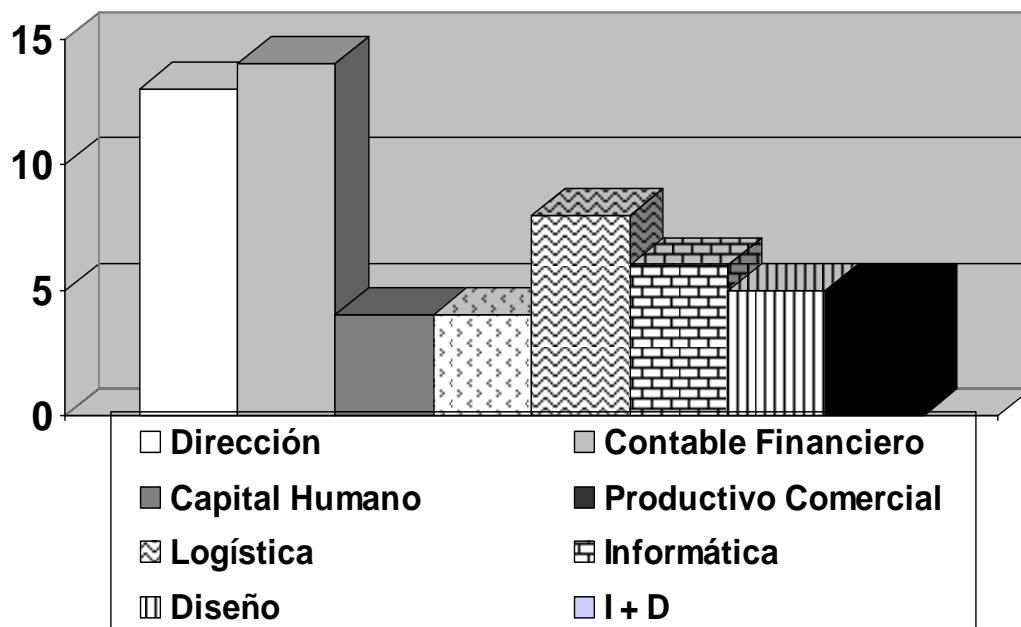 15
10
5
0
Dirección
Contable Financiero
Capital Humano
Productivo Comercial
Logística
Informática
Diseño
I + D